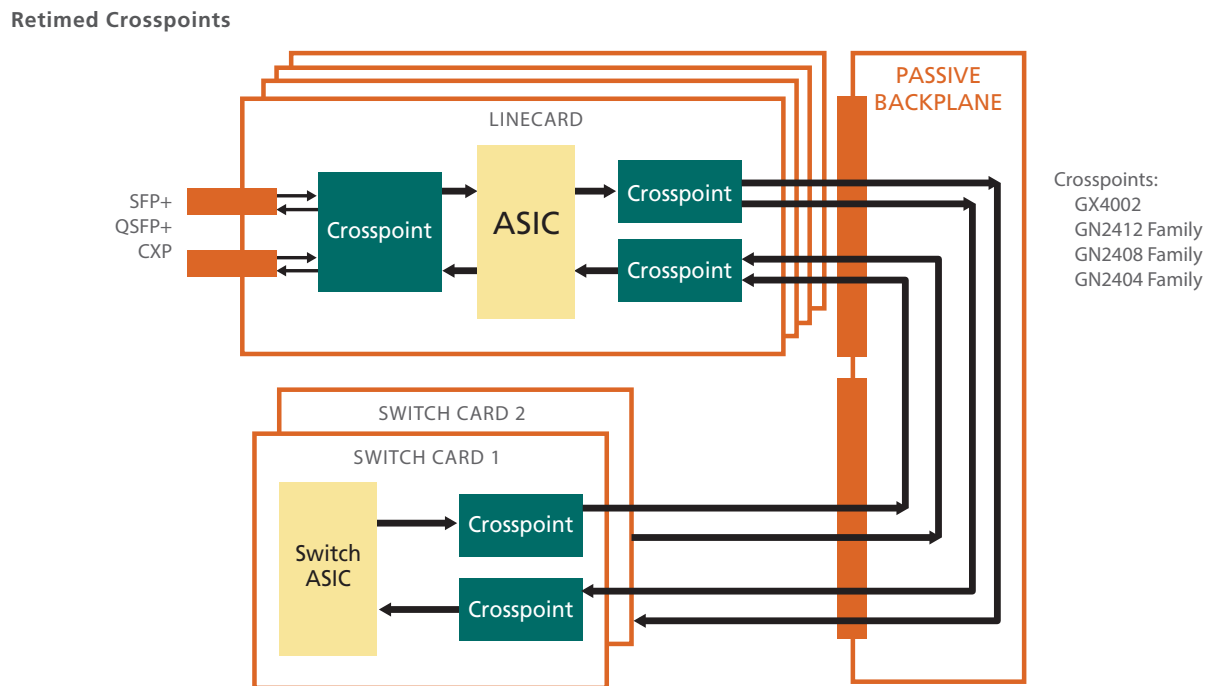 Retimed Crosspoints
LINECARD
PASSIVE
BACKPLANE
SFP+
QSFP+
CXP
Crosspoint
ASIC
Crosspoint
Crosspoint
Crosspoints:
GX4002
GN2412 Family
GN2408 Family
GN2404 Family
SWITCH CARD 2
SWITCH CARD 1
Switch
ASIC
Crosspoint
Crosspoint